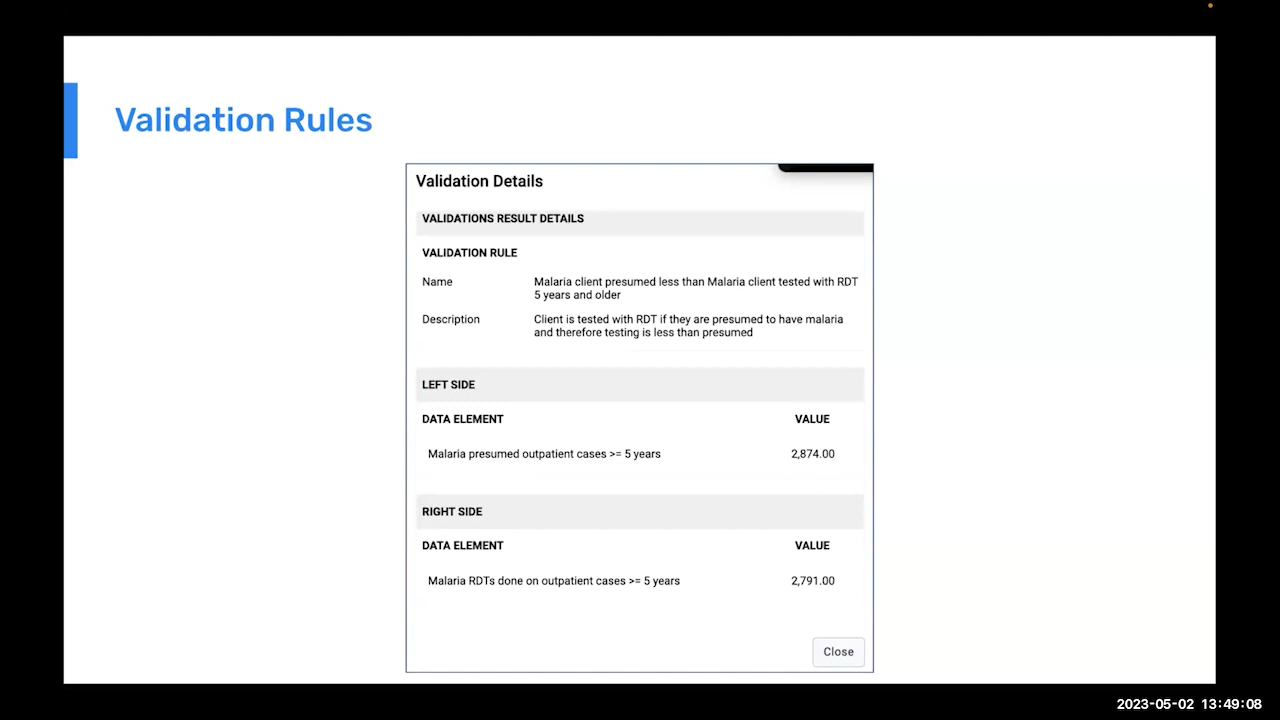 Validation Rules
Validation Details
VALIDATIONS RESULT DETAILS
VALIDATION RULE
Name
Malaria client presumed less than Malaria client tested with RDT
5 years and older
Description
Client is tested with RDT if they are presumed to have malaria
and therefore testing is less than presumed
LEFT SIDE
DATA ELEMENT VALUE
Malaria presumed outpatient cases >= 5 years 2,874.00
RIGHT SIDE
DATA ELEMENT VALUE
Malaria RDTs done on outpatient cases >= 5 years 2,791.00
Close
2023-05-02 13:49:08